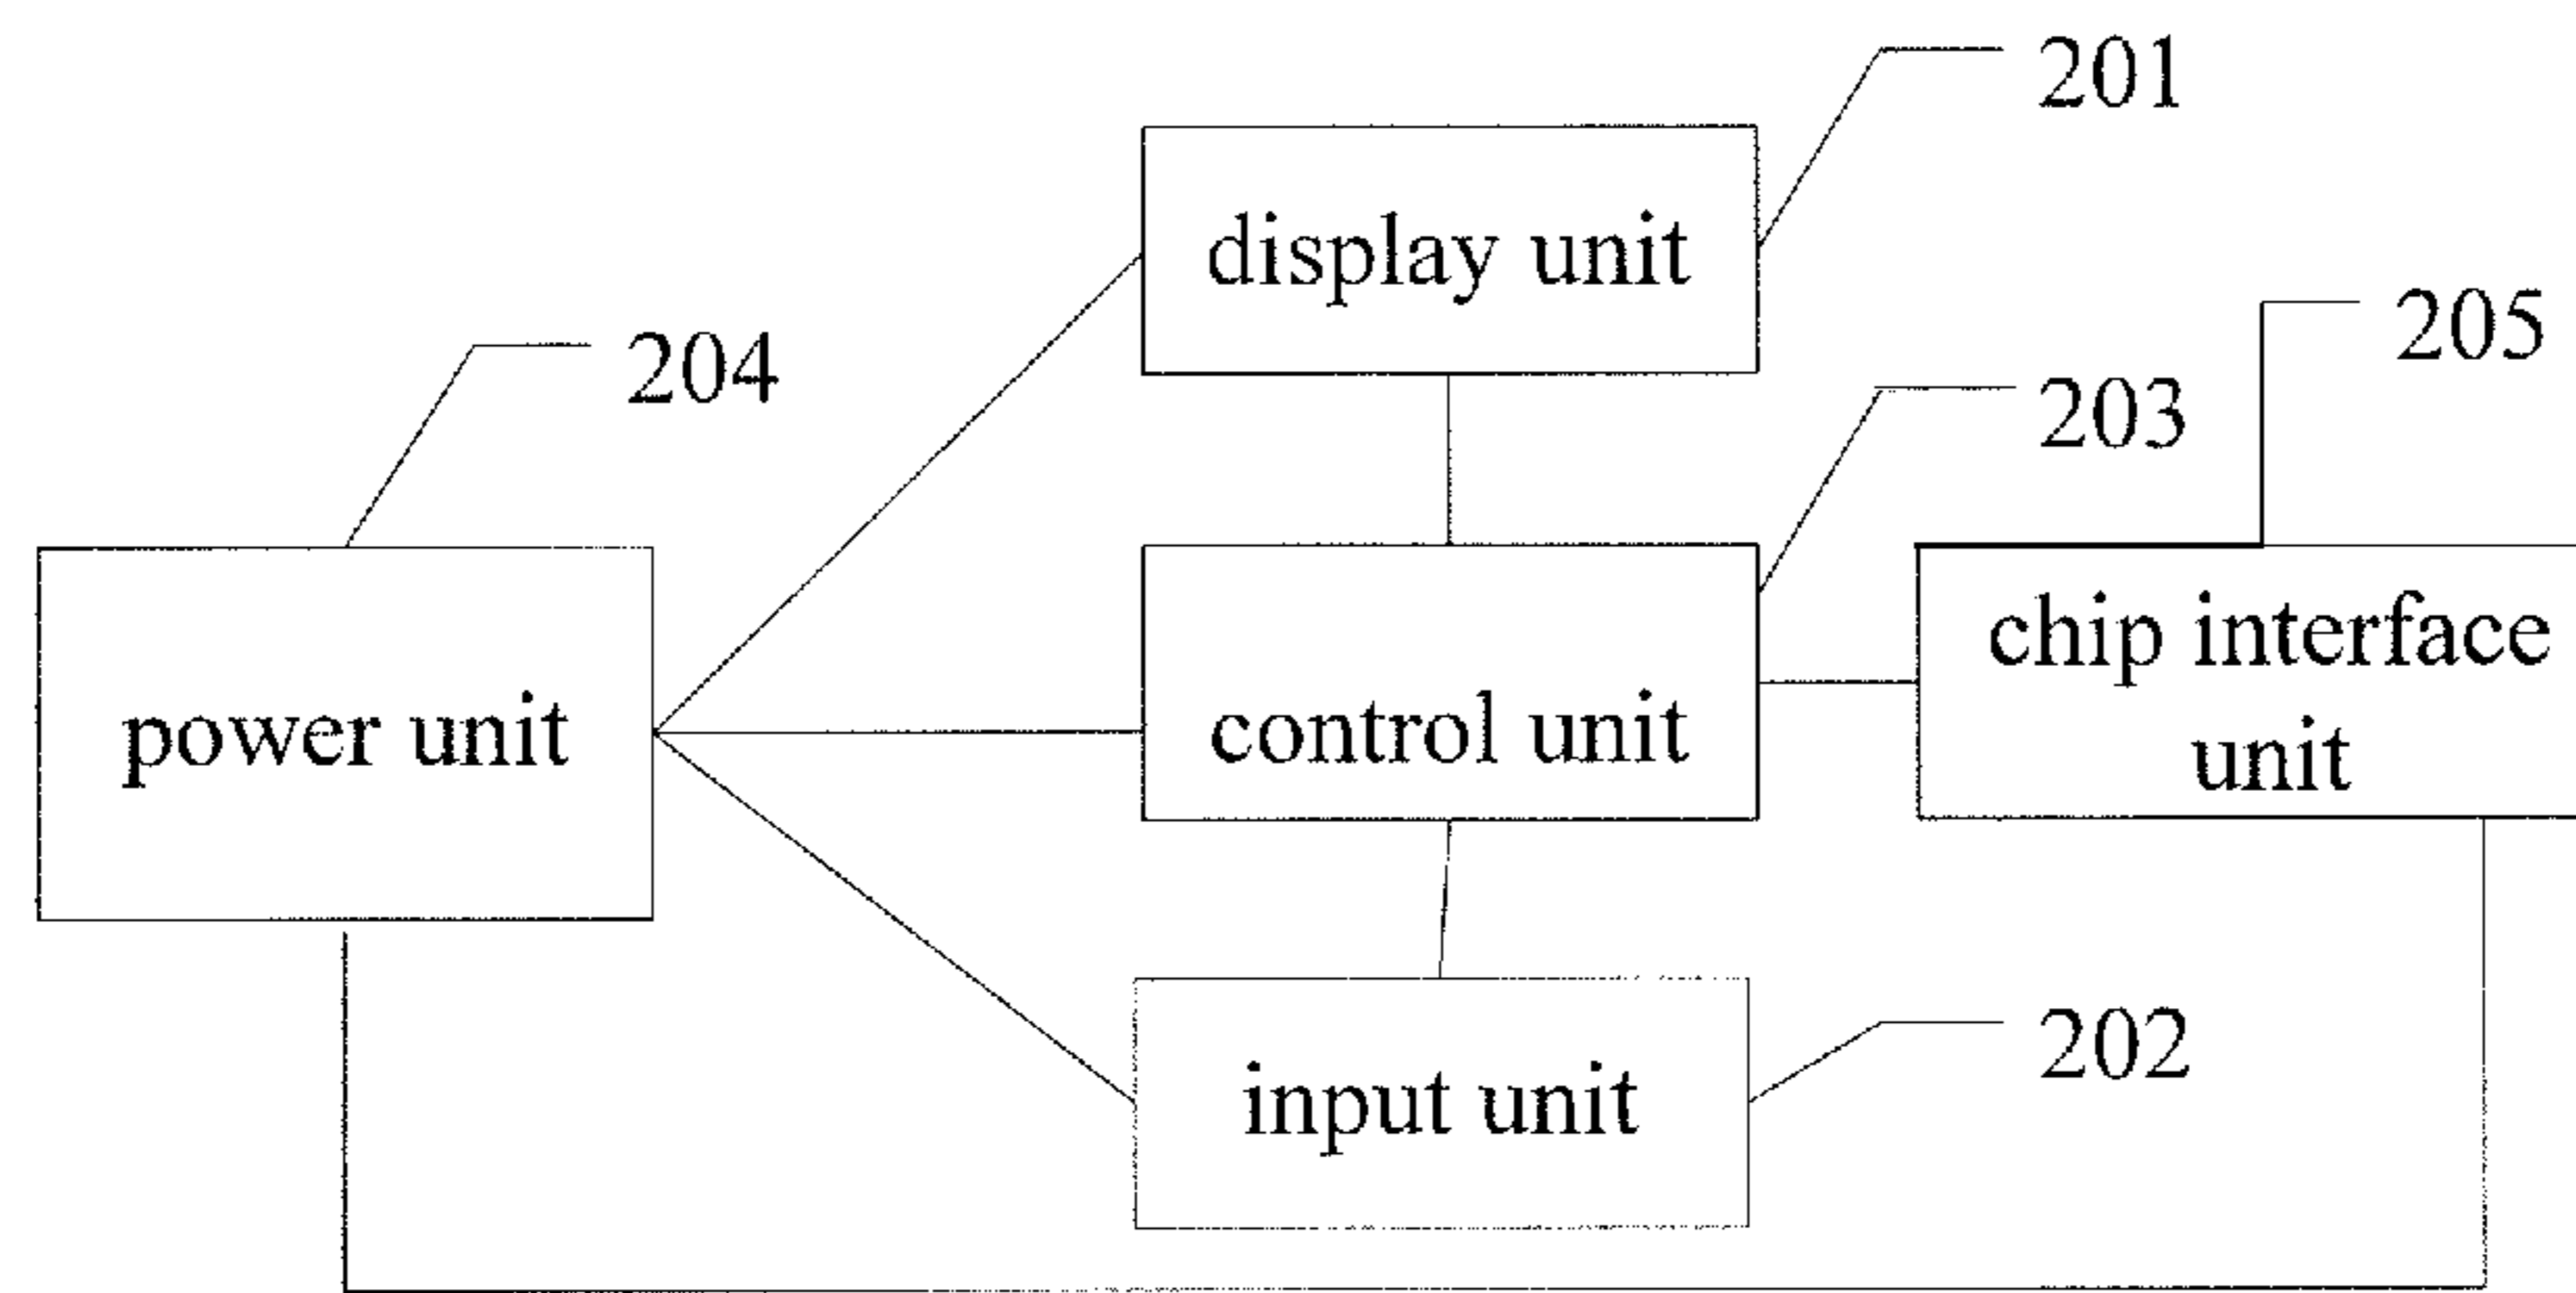 201
display unit
205
204
203
chip interface
unit
power unit
control unit
202
input unit